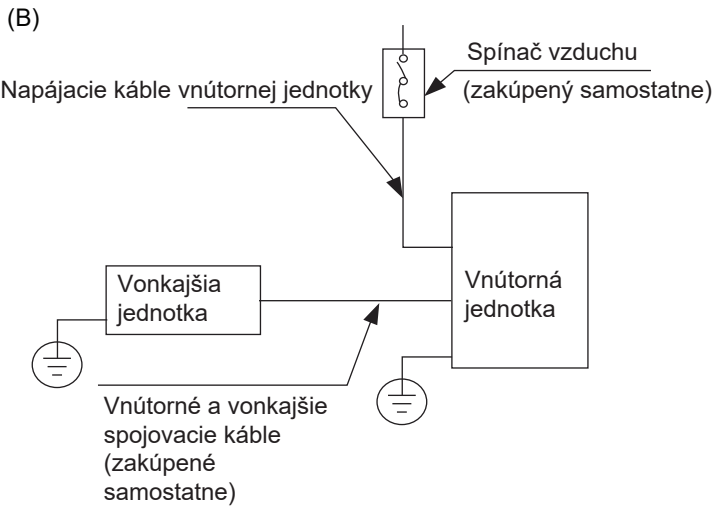 (B)
Spínač vzduchu
(zakúpený samostatne)
Napájacie káble vnútornej jednotky
Vonkajšia
jednotka
Vnútorná
jednotka
Vnútorné a vonkajšie
spojovacie káble
(zakúpené
samostatne)